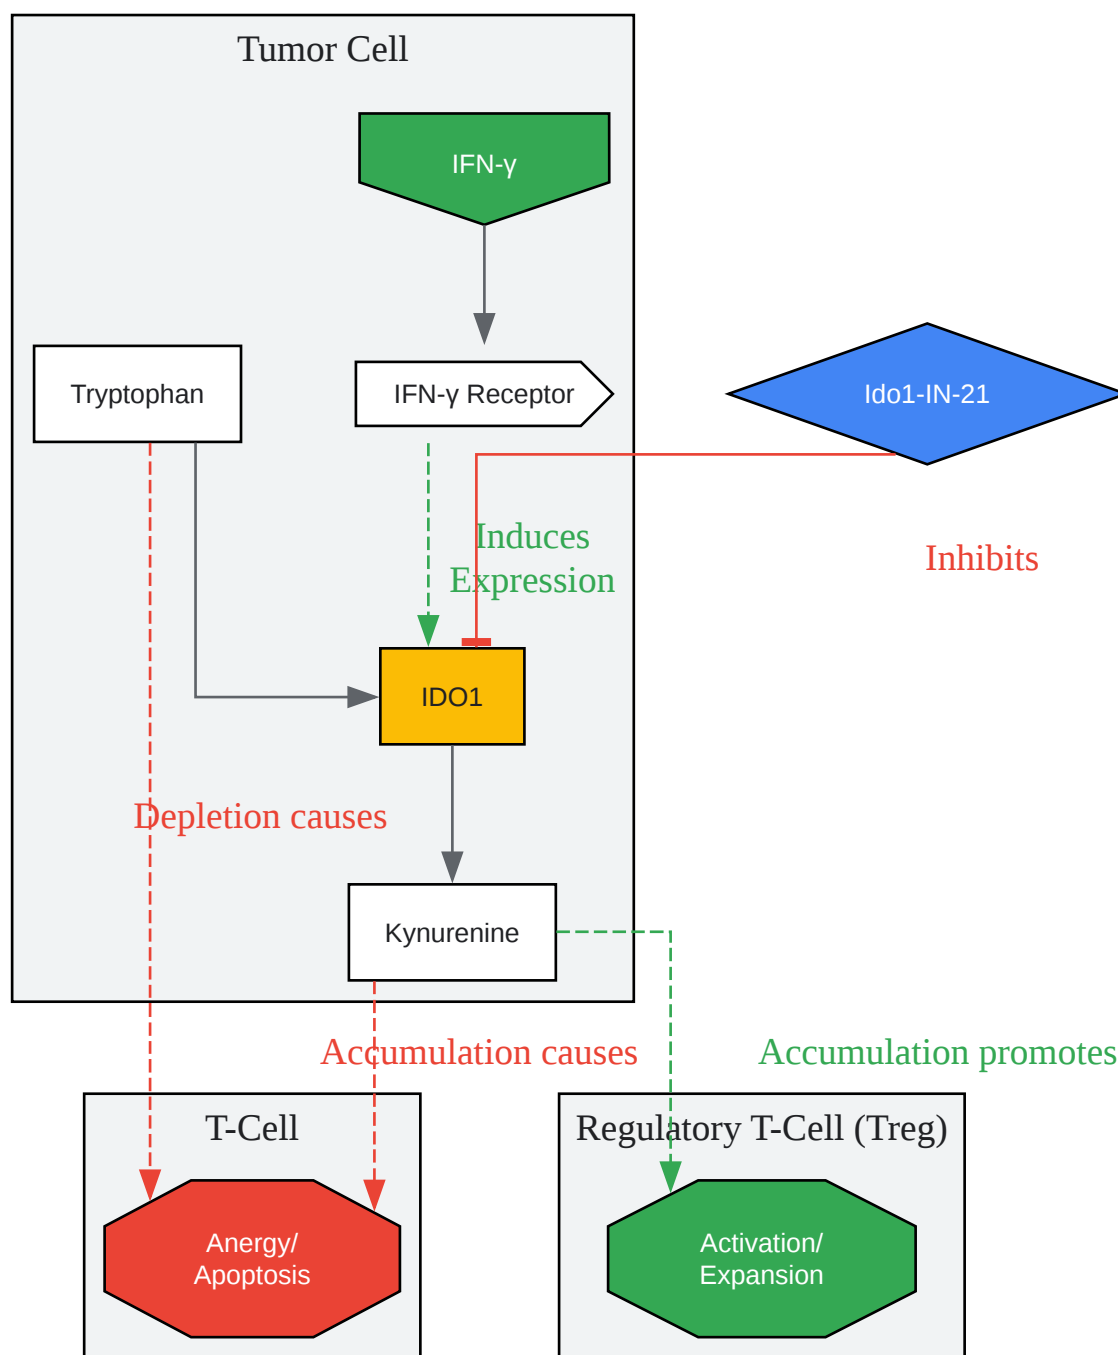 Tumor Cell
IFN-γ
Tryptophan
IFN-γ Receptor
Ido1-IN-21
Induces
Expression
Inhibits
IDO1
Depletion causes
Kynurenine
Accumulation causes
Accumulation promotes
T-Cell
Regulatory T-Cell (Treg)
Anergy/
Apoptosis
Activation/
Expansion